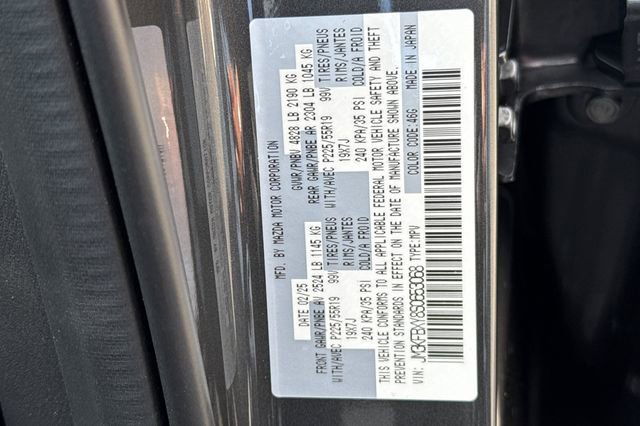 MFD. BY MAZDA MOTOR CORPORATION
DATE 02/25 GVWR/PNBV 4828 LB 2190 KG
FRONT GAWR/PNBE AV 2524 LB 1145 KG REAR GAWR/PNBE AR 2304 LB 1045 KG
WITH/AVEC P225/55R19 99V TIRES/PNEUS WITH/AVEC P225/55R19 99V TIRES/PNEUS
19X7J RIMS/JANTES 19X7J RIMS/JANTES
240 KPA/35 PSI COLD/A FROID 240 KPA/35 PSI COLD/A FROID
THIS VEHICLE CONFORMS TO ALL APPLICABLE FEDERAL MOTOR VEHICLE SAFETY AND THEFT
PREVENTION STANDARDS IN EFFECT ON THE DATE OF MANUFACTURE SHOWN ABOVE.
VIN: TYPE:MPV COLOR CODE:46G MADE IN JAPAN